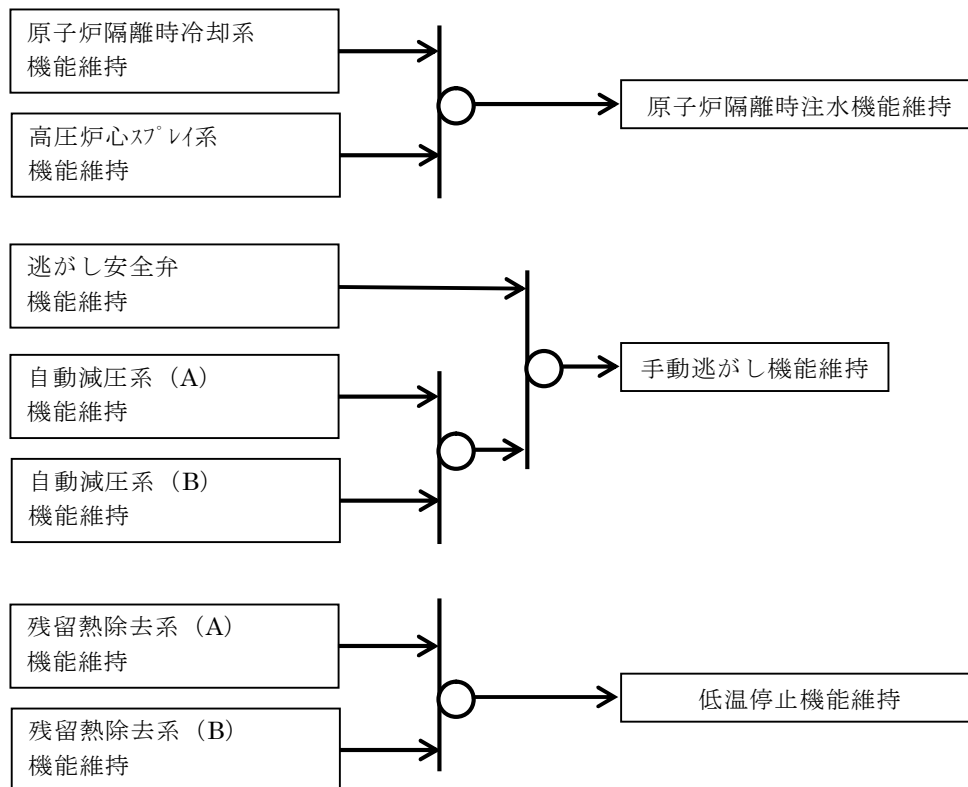 原子炉隔離時冷却系
機能維持
高圧炉心ｽﾌﾟﾚｲ系
機能維持
原子炉隔離時注水機能維持
逃がし安全弁
機能維持
自動減圧系（A）
機能維持
自動減圧系（B）
機能維持
手動逃がし機能維持
残留熱除去系（A）
機能維持
残留熱除去系（B）
機能維持
低温停止機能維持